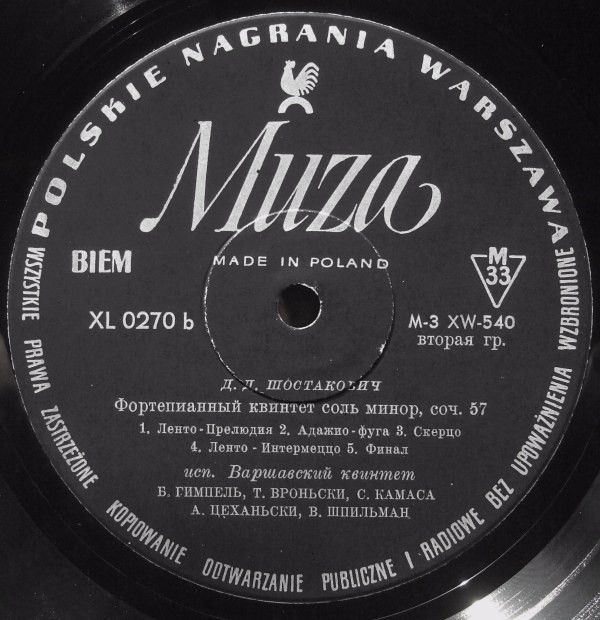 POLSKIE NAGRANIA WARSZAWA
Muza
MADE IN POLAND
BIEM
M
33
XL 0270 b
M-3 XW-540
вторая гр.
Д. Д. ШОСТАКОВИЧ
Фортепианный квинтет соль минор, соч. 57
1. Ленто-Прелюдия 2. Адажио-фуга 3. Скерцо
4. Ленто - Интермеццо 5. Финал
исп. Варшавский квинтет
Б. ГИМПЕЛЬ, Т. ВРОНЬСКИ, С. КАМАСА
А. ЦЕХАНЬСКИ, В. ШПИЛЬМАН
WSZYSTKIE PRAWA ZASTRZEŻONE KOPIOWANIE ODTWARZANIE PUBLICZNE I RADIOWE BEZ UPOWAŻNIENIA WZBRONIONE